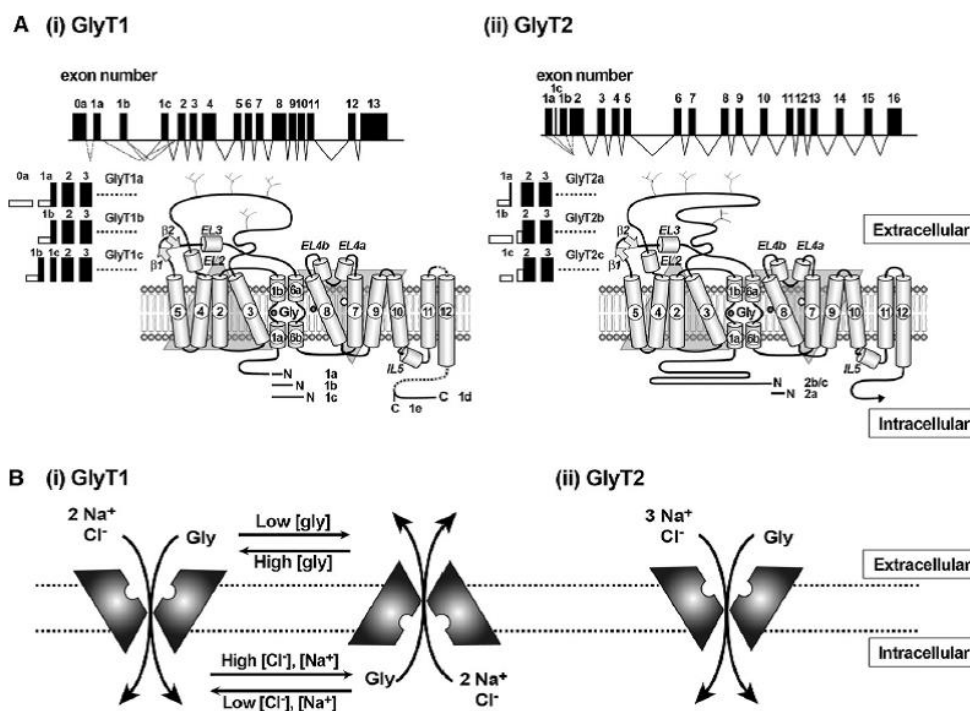 A (i) GlyT1
exon number
0a 1a 1b 1c 2 3 4 5 6 7 8 9 10 11 12 13
0a 1a 2 3 GlyT1a
1b 2 3 GlyT1b
1b 1c 2 3 GlyT1c
β2 EL3 EL4b EL4a
β1 EL2
1b 6a
5 4 2 3 Gly 8 7 9 10 11 12
1a 6b
IL5
N 1a
N 1b
N 1c
C 1d
C 1e
(ii) GlyT2
exon number
1c
1a 1b 2 3 4 5 6 7 8 9 10 11 12 13 14 15 16
1a 2 3 GlyT2a
1b 2 3 GlyT2b
1c 2 3 GlyT2c
Extracellular
β2 EL3 EL4b EL4a
β1 EL2
1b 6a
5 4 2 3 Gly 8 7 9 10 11 12
1a 6b
IL5
N 2b/c
N 2a
Intracellular
B (i) GlyT1
2 Na⁺
Cl⁻
Gly
Low [gly]
High [gly]
High [Cl⁻], [Na⁺]
Low [Cl⁻], [Na⁺]
Gly
2 Na⁺
Cl⁻
(ii) GlyT2
3 Na⁺
Cl⁻
Gly
Extracellular
Intracellular